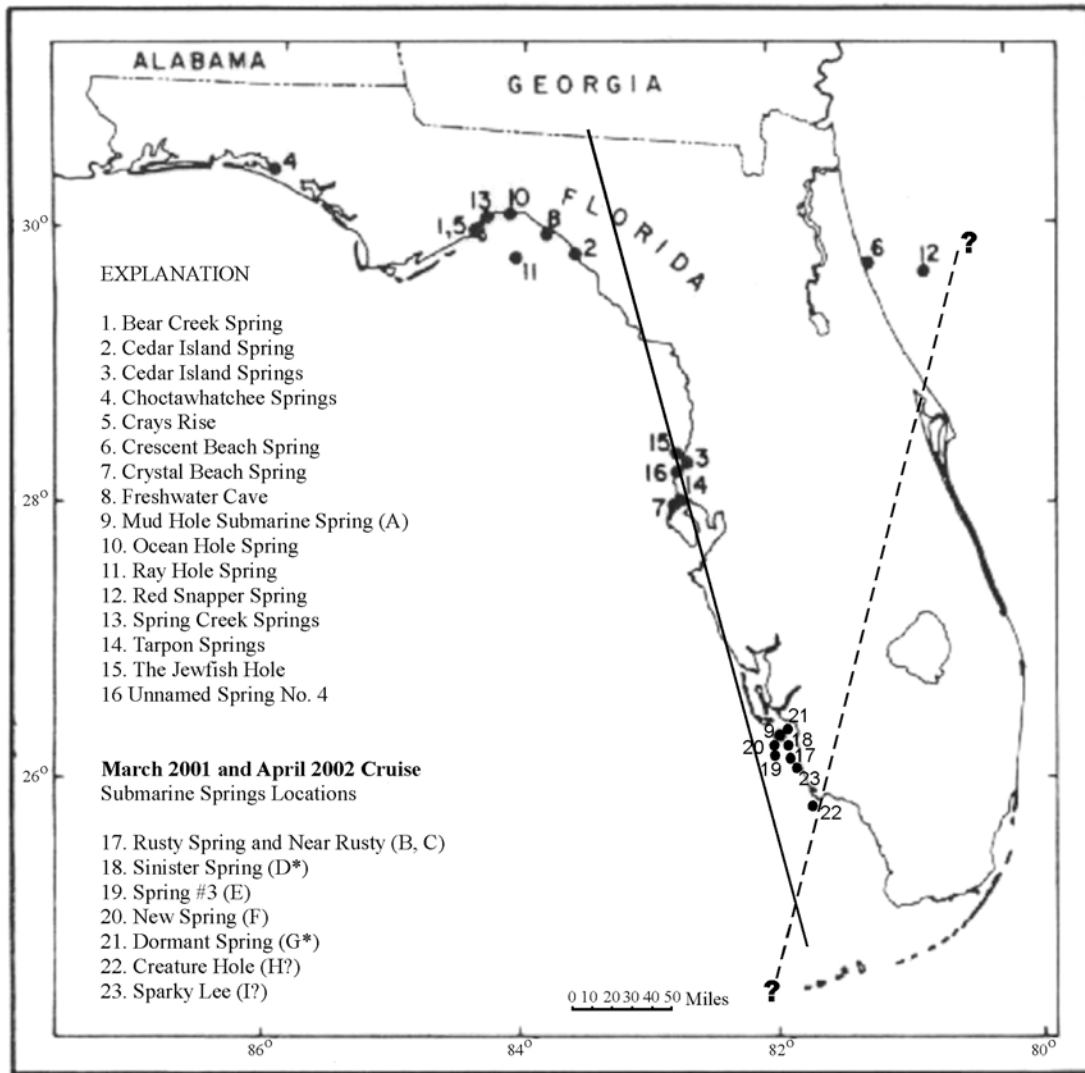 ALABAMA
GEORGIA
FLORIDA
4
13
10
1,5
8
2
11
6
12
?
30°
EXPLANATION
1. Bear Creek Spring
2. Cedar Island Spring
3. Cedar Island Springs
4. Choctawhatchee Springs
5. Crays Rise
6. Crescent Beach Spring
7. Crystal Beach Spring
8. Freshwater Cave
9. Mud Hole Submarine Spring (A)
10. Ocean Hole Spring
11. Ray Hole Spring
12. Red Snapper Spring
13. Spring Creek Springs
14. Tarpon Springs
15. The Jewfish Hole
16 Unnamed Spring No. 4
15
3
16
14
7
28°
21
9
18
20
17
19
23
22
26°
March 2001 and April 2002 Cruise
Submarine Springs Locations
17. Rusty Spring and Near Rusty (B, C)
18. Sinister Spring (D*)
19. Spring #3 (E)
20. New Spring (F)
21. Dormant Spring (G*)
22. Creature Hole (H?)
23. Sparky Lee (I?)
?
0 10 20 30 40 50 Miles
86°
84°
82°
80°